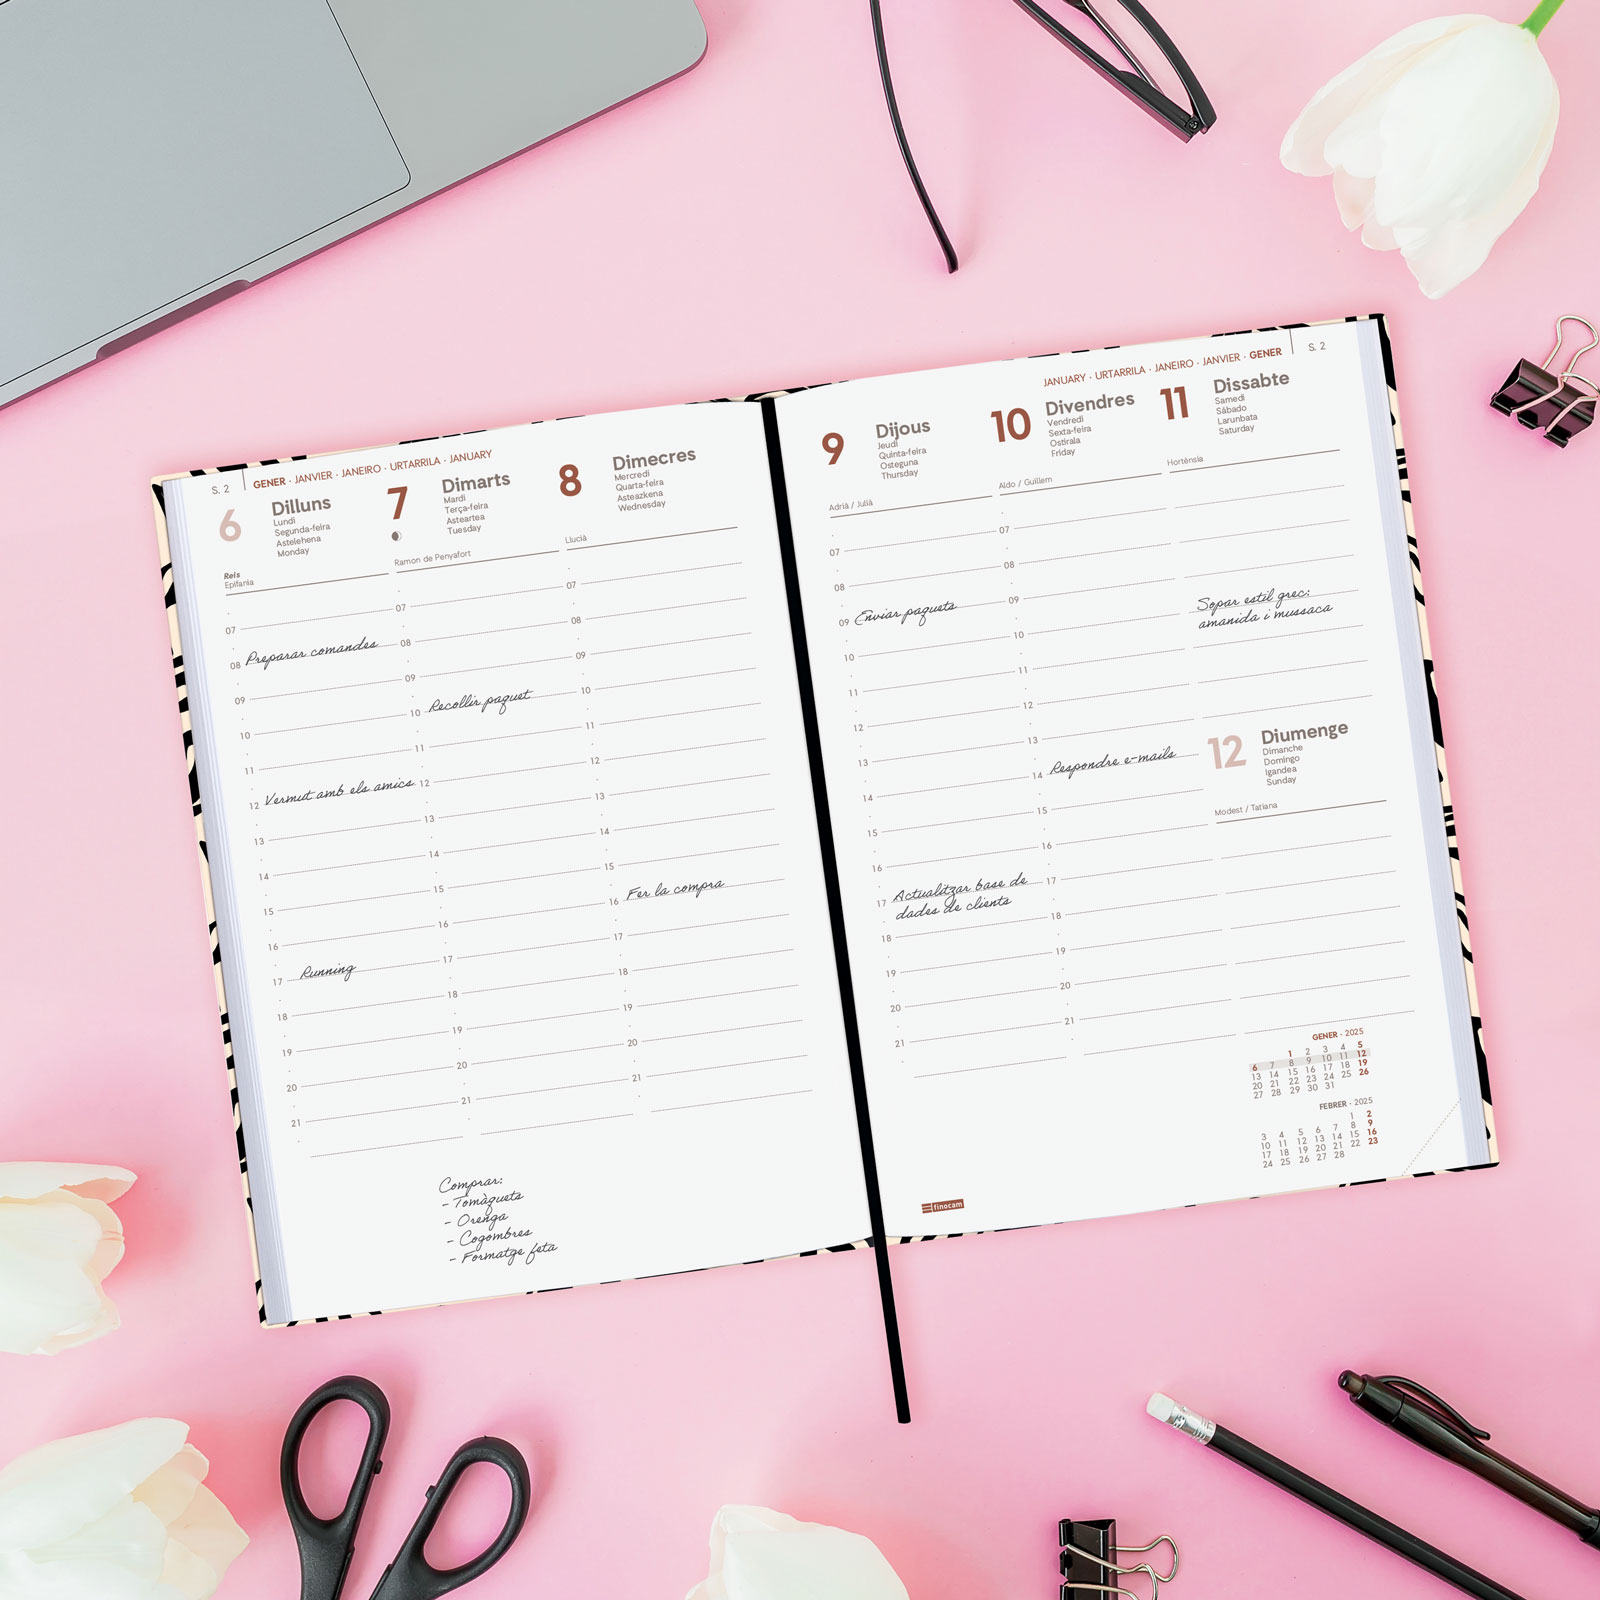 S. 2
GENER · JANVIER · JANEIRO · URTARRILA · JANUARY
6
Dilluns
Lundi
Segunda-feira
Astelehena
Monday
Reis
Epifania
07
08 Preparar comandes
09
10
11
12 Vermut amb els amics
13
14
15
16
17 Running
18
19
20
21
7
Dimarts
Mardi
Terça-feira
Asteartea
Tuesday
Ramon de Penyafort
07
08
09
10 Recollir paquet
11
12
13
14
15
16
17
18
19
20
21
8
Dimecres
Mercredi
Quarta-feira
Asteazkena
Wednesday
Llucià
07
08
09
10
11
12
13
14
15
16 Fer la compra
17
18
19
20
21
Comprar:
- Tomàquets
- Orenga
- Cogombres
- Formatge feta
JANUARY · URTARRILA · JANEIRO · JANVIER · GENER
S. 2
9
Dijous
Jeudi
Quinta-feira
Osteguna
Thursday
Adrià / Julià
07
08
09 Enviar paquets
10
11
12
13
14
15
16
17 Actualitzar base de
dades de clients
18
19
20
21
10
Divendres
Vendredi
Sexta-feira
Ostirala
Friday
Aldo / Guillem
07
08
09
10
11
12
13
14 Respondre e-mails
15
16
17
18
19
20
21
11
Dissabte
Samedi
Sábado
Larunbata
Saturday
Hortènsia
Sopar estil grec:
amanida i mussaca
12
Diumenge
Dimanche
Domingo
Igandea
Sunday
Modest / Tatiana
GENER · 2025
1 2 3 4 5
6 7 8 9 10 11 12
13 14 15 16 17 18 19
20 21 22 23 24 25 26
27 28 29 30 31
FEBRER · 2025
1 2
3 4 5 6 7 8 9
10 11 12 13 14 15 16
17 18 19 20 21 22 23
24 25 26 27 28
finocam